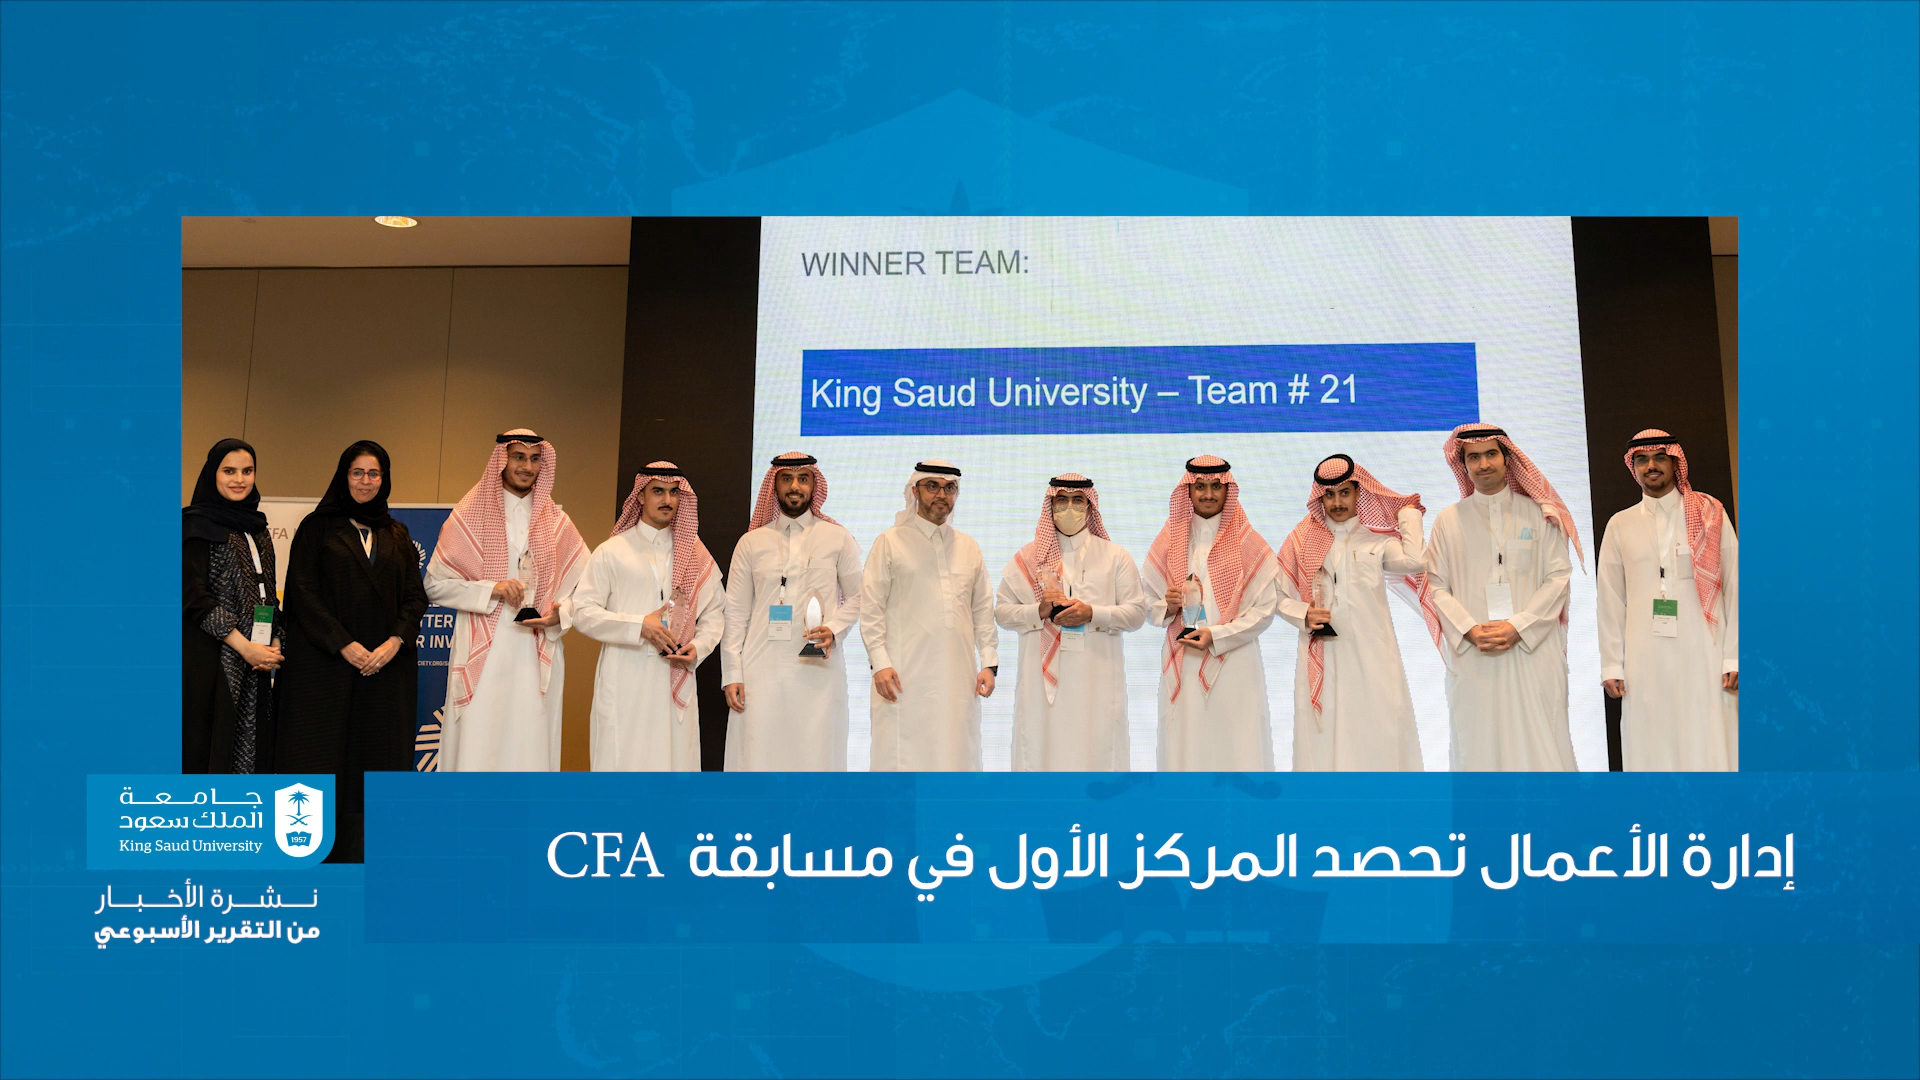 WINNER TEAM:
King Saud University – Team # 21
إدارة الأعمال تحصد المركز الأول في مسابقة CFA
جامعة
الملك سعود
King Saud University
1957
نشرة الأخبار
من التقرير الأسبوعي